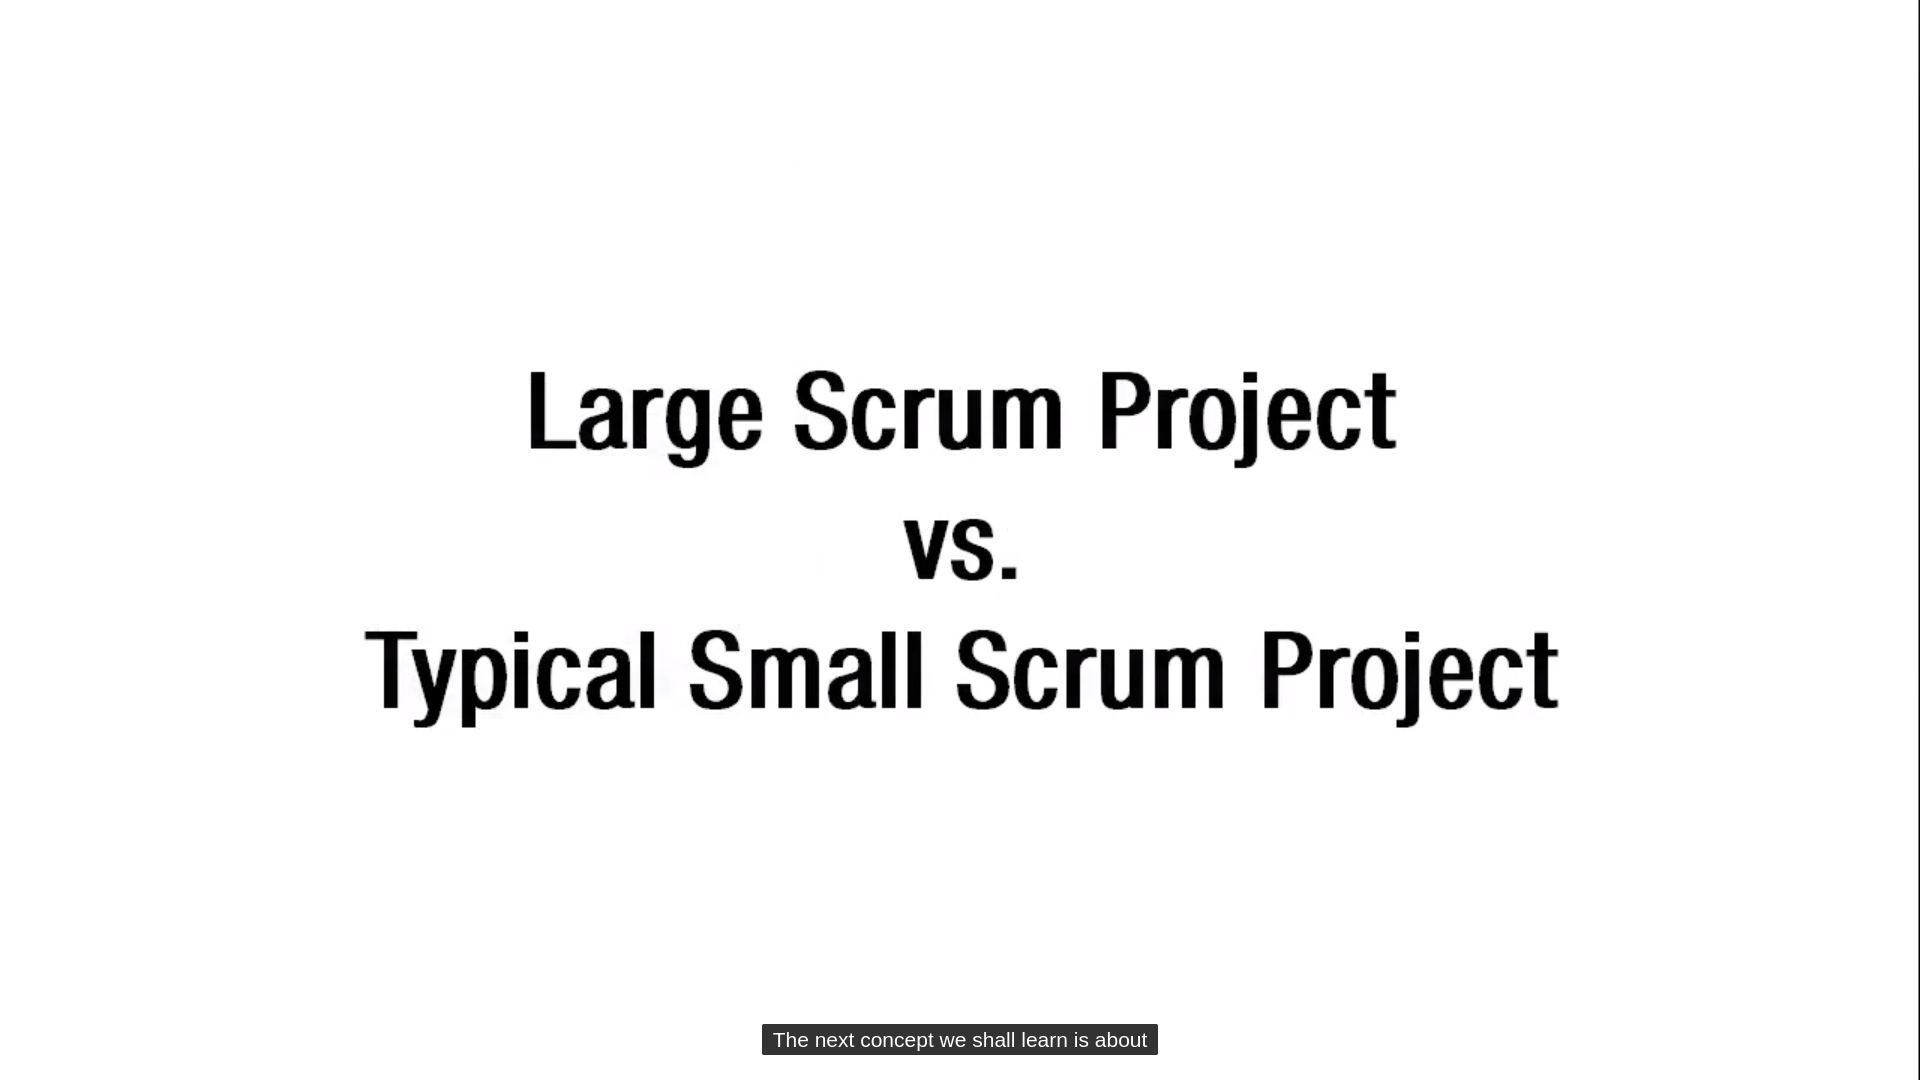 Large Scrum Project
vs.
Typical Small Scrum Project
The next concept we shall learn is about